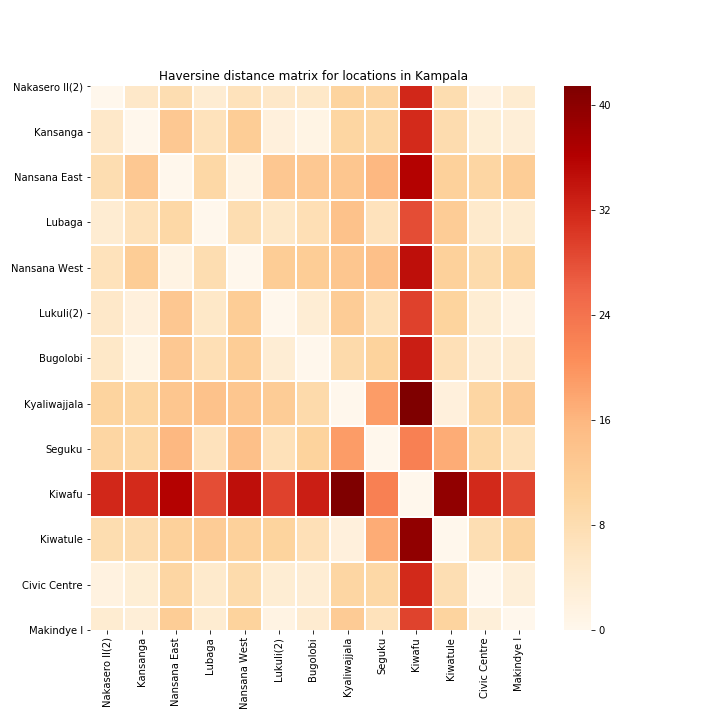 Haversine distance matrix for locations in Kampala
Nakasero II(2)
Kansanga
Nansana East
Lubaga
Nansana West
Lukuli(2)
Bugolobi
Kyaliwajjala
Seguku
Kiwafu
Kiwatule
Civic Centre
Makindye I
Nakasero II(2)
Kansanga
Nansana East
Lubaga
Nansana West
Lukuli(2)
Bugolobi
Kyaliwajjala
Seguku
Kiwafu
Kiwatule
Civic Centre
Makindye I
40
32
24
16
8
0